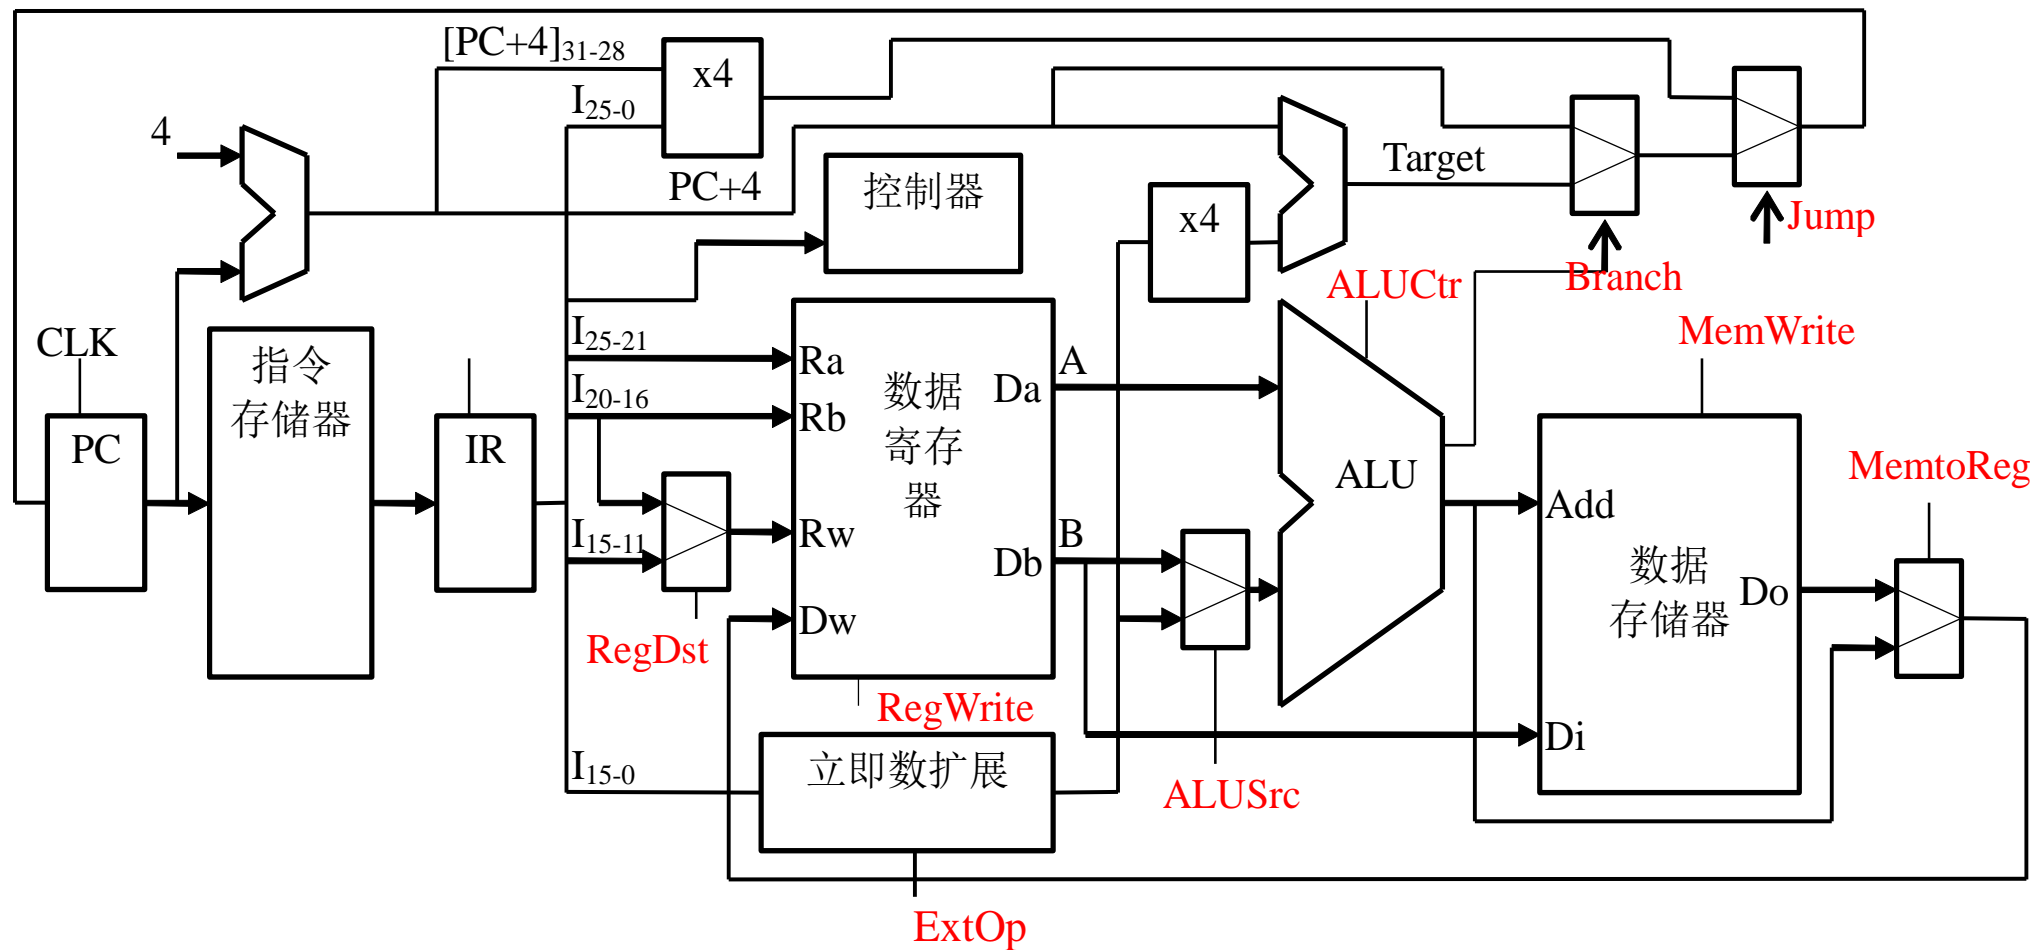 [PC+4]31-28
x4
I25-0
4
Target
PC+4
控制器
x4
Jump
ALUCtr
Branch
CLK
指令
存储器
I25-21
Ra
数据
寄存
器
Da
A
MemWrite
I20-16
Rb
PC
IR
ALU
MemtoReg
Add
I15-11
Rw
Db
B
数据
存储器
Do
Dw
RegDst
RegWrite
Di
I15-0
立即数扩展
ALUSrc
ExtOp